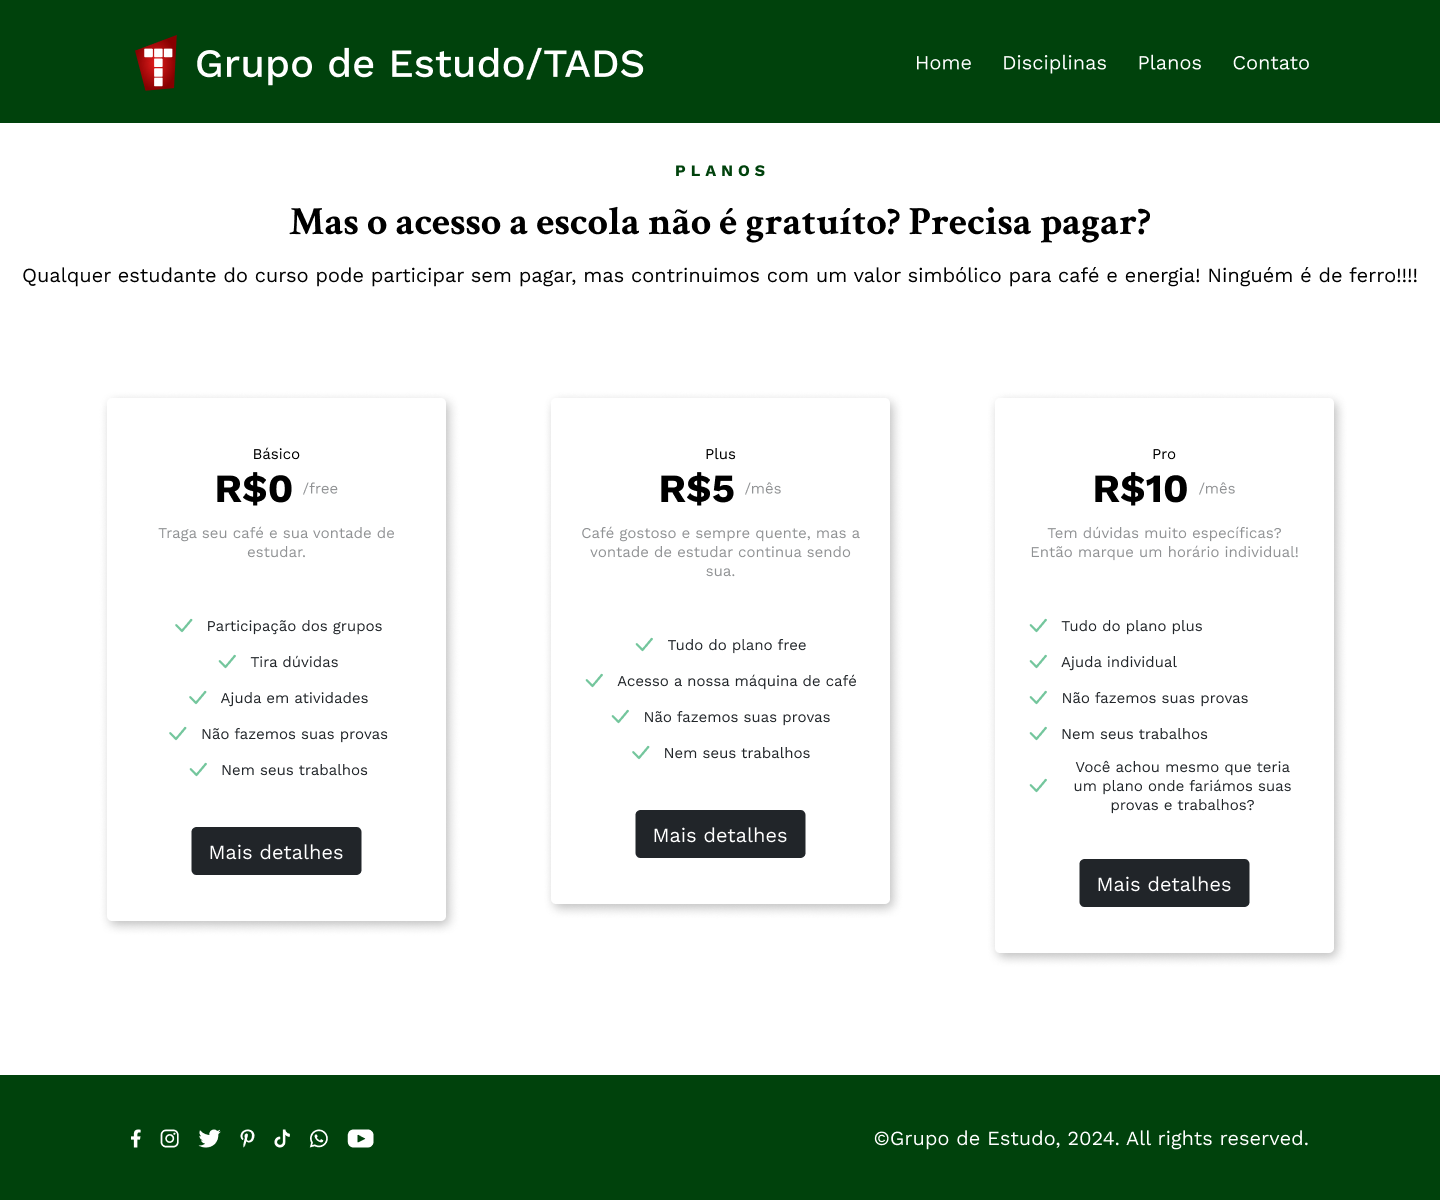 Grupo de Estudo/TADS
Home Disciplinas Planos Contato
PLANOS
Mas o acesso a escola não é gratuíto? Precisa pagar?
Qualquer estudante do curso pode participar sem pagar, mas contrinuimos com um valor simbólico para café e energia! Ninguém é de ferro!!!!
Básico
R$0 /free
Traga seu café e sua vontade de
estudar.
Participação dos grupos
Tira dúvidas
Ajuda em atividades
Não fazemos suas provas
Nem seus trabalhos
Mais detalhes
Plus
R$5 /mês
Café gostoso e sempre quente, mas a
vontade de estudar continua sendo
sua.
Tudo do plano free
Acesso a nossa máquina de café
Não fazemos suas provas
Nem seus trabalhos
Mais detalhes
Pro
R$10 /mês
Tem dúvidas muito específicas?
Então marque um horário individual!
Tudo do plano plus
Ajuda individual
Não fazemos suas provas
Nem seus trabalhos
Você achou mesmo que teria
um plano onde fariámos suas
provas e trabalhos?
Mais detalhes
©Grupo de Estudo, 2024. All rights reserved.